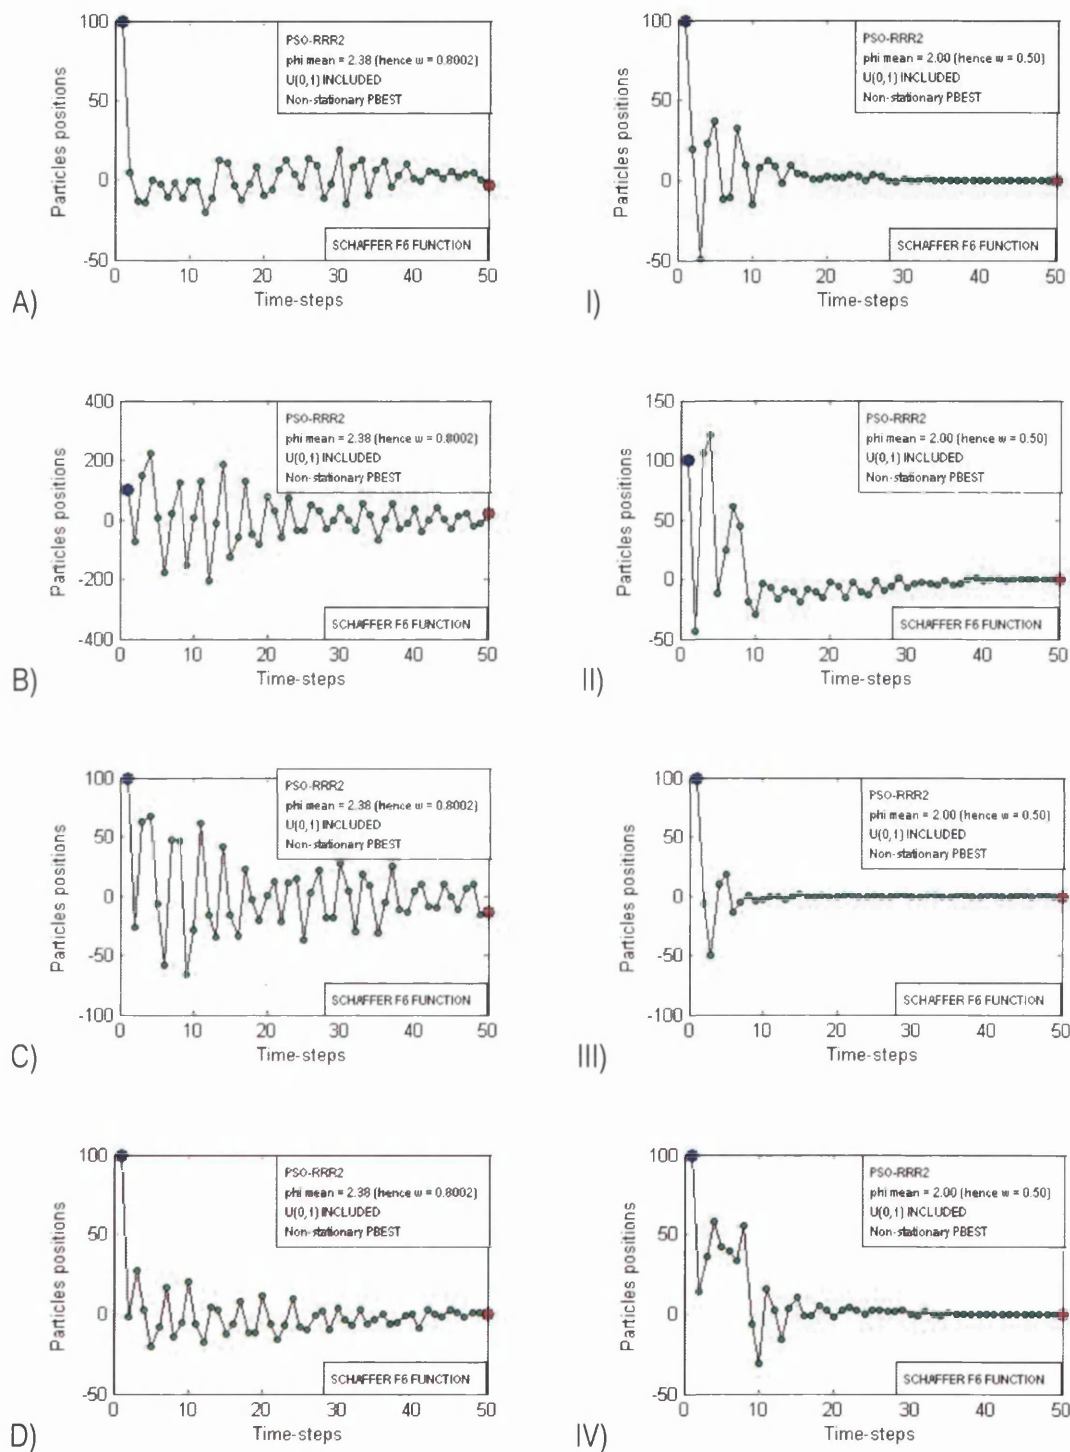 100
50
0
-50
0
10
20
30
40
50
Particles positions
Time-steps
PSO-RRR2
phi mean = 2.38 (hence w = 0.8002)
U(0,1) INCLUDED
Non-stationary PBEST
SCHAFFER F6 FUNCTION
A)
100
50
0
-50
0
10
20
30
40
50
Particles positions
Time-steps
PSO-RRR2
phi mean = 2.00 (hence w = 0.50)
U(0,1) INCLUDED
Non-stationary PBEST
SCHAFFER F6 FUNCTION
I)
400
200
0
-200
-400
0
10
20
30
40
50
Particles positions
Time-steps
PSO-RRR2
phi mean = 2.38 (hence w = 0.8002)
U(0,1) INCLUDED
Non-stationary PBEST
SCHAFFER F6 FUNCTION
B)
150
100
50
0
-50
0
10
20
30
40
50
Particles positions
Time-steps
PSO-RRR2
phi mean = 2.00 (hence w = 0.50)
U(0,1) INCLUDED
Non-stationary PBEST
SCHAFFER F6 FUNCTION
II)
100
50
0
-50
-100
0
10
20
30
40
50
Particles positions
Time-steps
PSO-RRR2
phi mean = 2.38 (hence w = 0.8002)
U(0,1) INCLUDED
Non-stationary PBEST
SCHAFFER F6 FUNCTION
C)
100
50
0
-50
-100
0
10
20
30
40
50
Particles positions
Time-steps
PSO-RRR2
phi mean = 2.00 (hence w = 0.50)
U(0,1) INCLUDED
Non-stationary PBEST
SCHAFFER F6 FUNCTION
III)
100
50
0
-50
0
10
20
30
40
50
Particles positions
Time-steps
PSO-RRR2
phi mean = 2.38 (hence w = 0.8002)
U(0,1) INCLUDED
Non-stationary PBEST
SCHAFFER F6 FUNCTION
D)
100
50
0
-50
0
10
20
30
40
50
Particles positions
Time-steps
PSO-RRR2
phi mean = 2.00 (hence w = 0.50)
U(0,1) INCLUDED
Non-stationary PBEST
SCHAFFER F6 FUNCTION
IV)